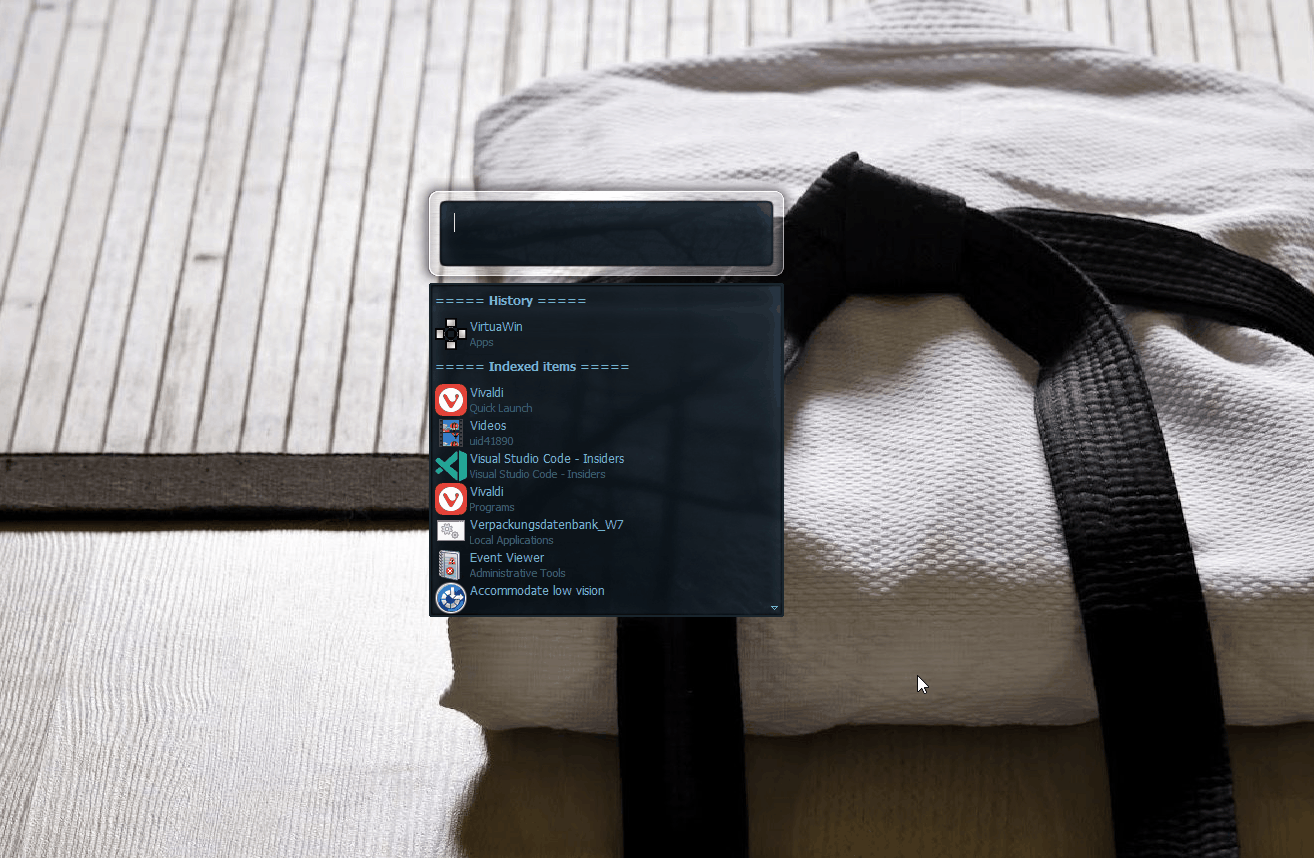 ===== History =====
VirtuaWin
Apps
===== Indexed items =====
Vivaldi
Quick Launch
Videos
uid41890
Visual Studio Code - Insiders
Visual Studio Code - Insiders
Vivaldi
Programs
Verpackungsdatenbank_W7
Local Applications
Event Viewer
Administrative Tools
Accommodate low vision